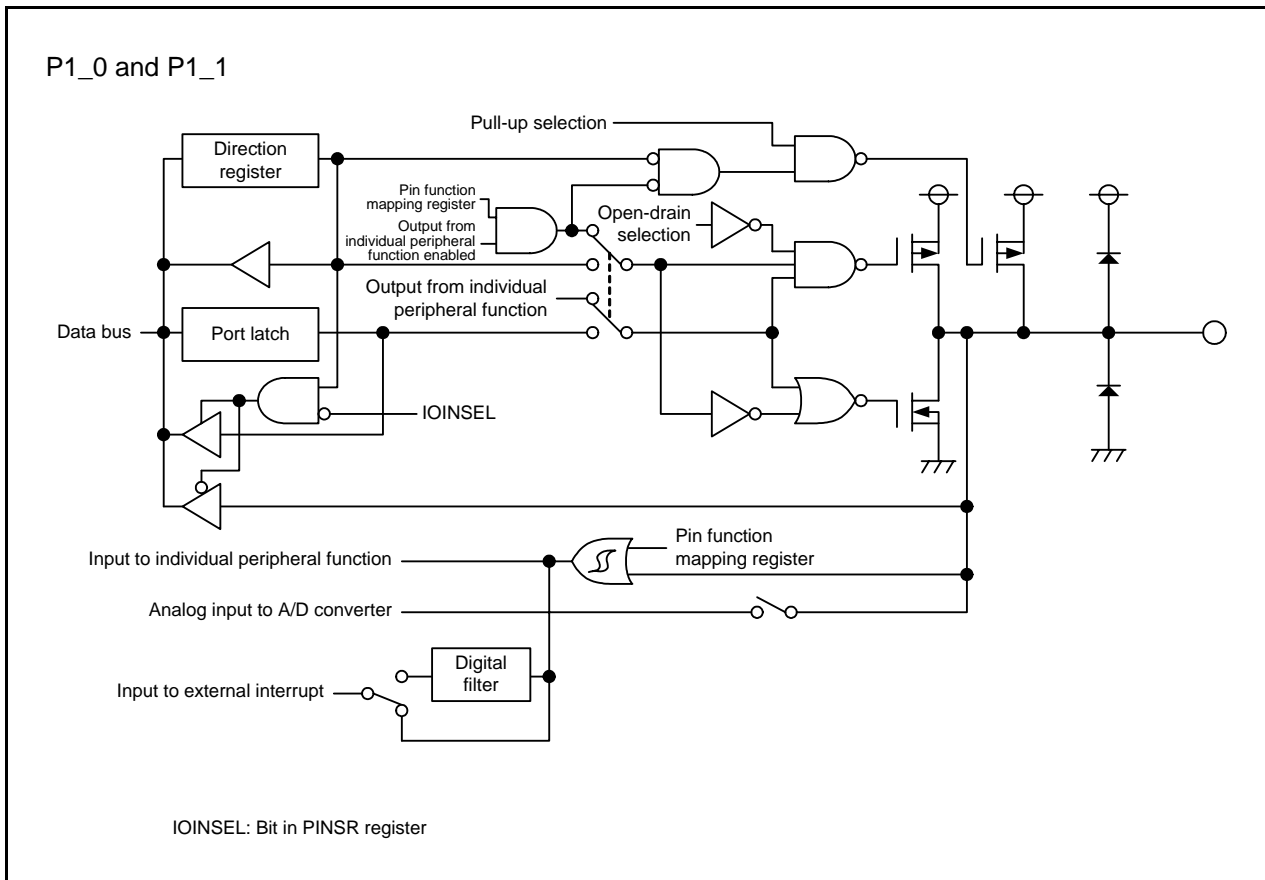 P1_0 and P1_1
Pull-up selection
Direction
register
Pin function
mapping register
Output from
individual peripheral
function enabled
Open-drain
selection
Output from individual
peripheral function
Data bus
Port latch
IOINSEL
Pin function
mapping register
Input to individual peripheral function
Analog input to A/D converter
Digital
filter
Input to external interrupt
IOINSEL: Bit in PINSR register